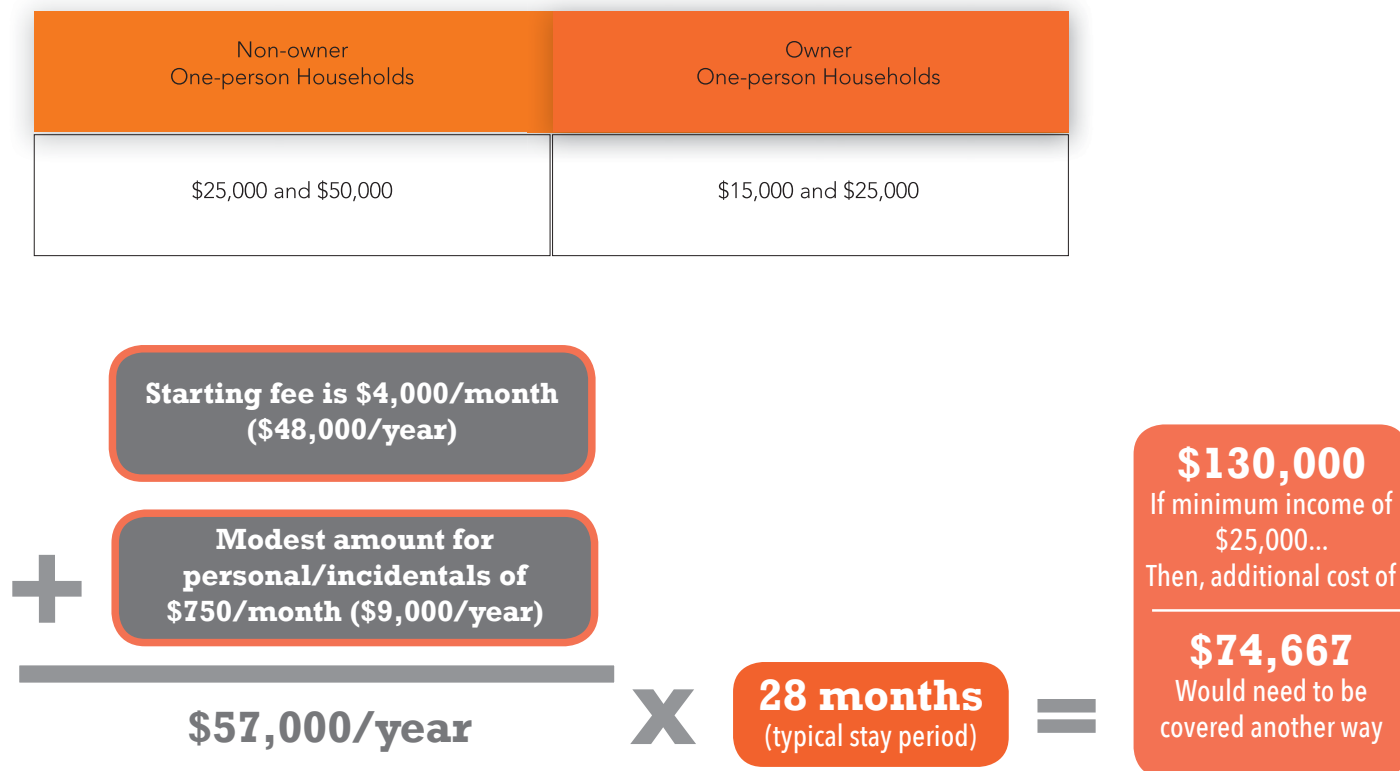 Non-owner
One-person Households
Owner
One-person Households
$25,000 and $50,000
$15,000 and $25,000
Starting fee is $4,000/month
($48,000/year)
+
Modest amount for
personal/incidentals of
$750/month ($9,000/year)
$57,000/year
x
28 months
(typical stay period)
=
$130,000
If minimum income of
$25,000...
Then, additional cost of
$74,667
Would need to be
covered another way